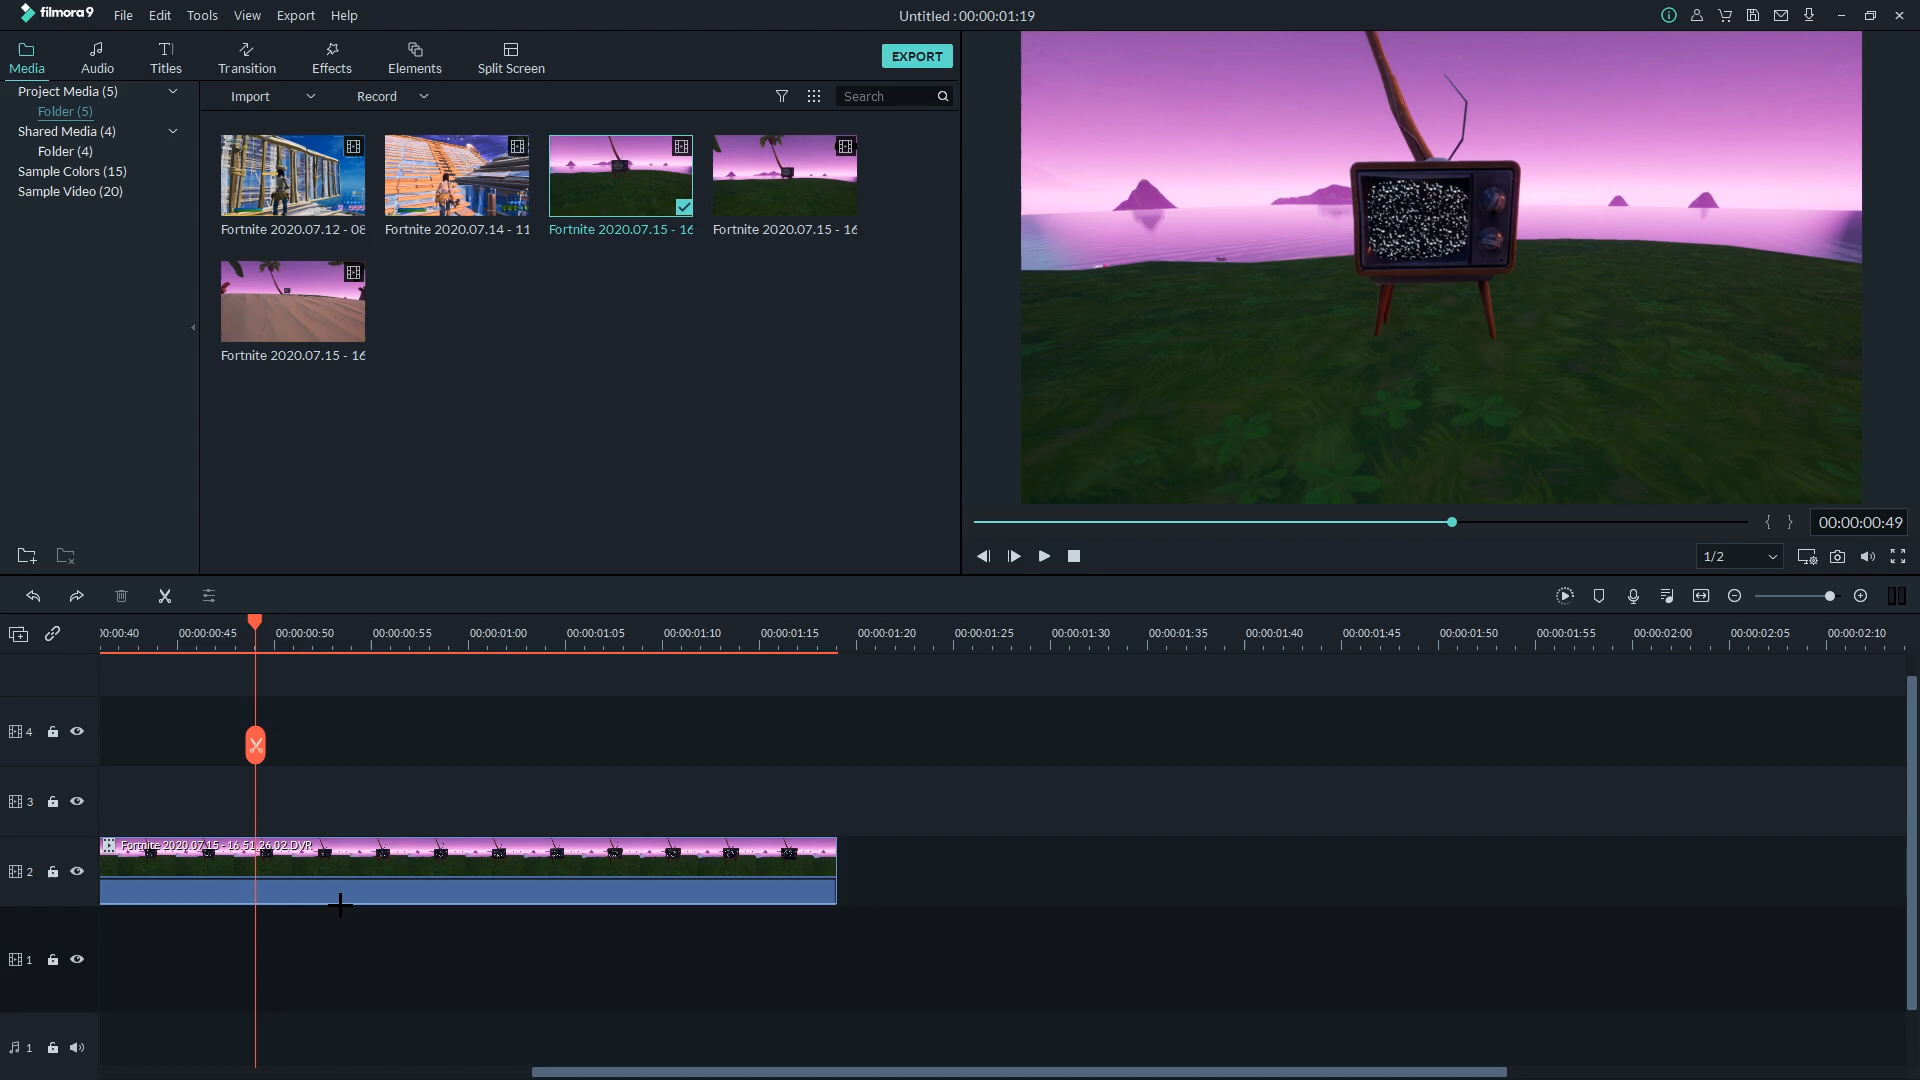 filmora9 File Edit Tools View Export Help Untitled : 00:00:01:19
Media Audio Titles Transition Effects Elements Split Screen EXPORT
Project Media (5)
Folder (5)
Shared Media (4)
Folder (4)
Sample Colors (15)
Sample Video (20)
Import Record Search
Fortnite 2020.07.12 - 08 Fortnite 2020.07.14 - 11 Fortnite 2020.07.15 - 16 Fortnite 2020.07.15 - 16
Fortnite 2020.07.15 - 16
{ } 00:00:00:49
1/2
00:00:40 00:00:00:45 00:00:00:50 00:00:00:55 00:00:01:00 00:00:01:05 00:00:01:10 00:00:01:15 00:00:01:20 00:00:01:25 00:00:01:30 00:00:01:35 00:00:01:40 00:00:01:45 00:00:01:50 00:00:01:55 00:00:02:00 00:00:02:05 00:00:02:10
4
3
Fortnite 2020.07.15 - 16.51.26.02.DVR
2
1
1